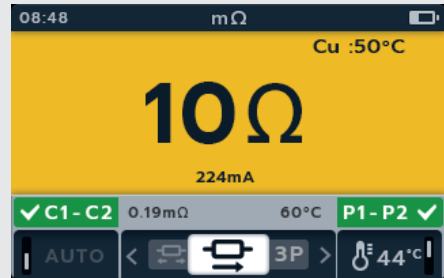 08:48 mΩ
Cu :50°C
10Ω
224mA
C1-C2 0.19mΩ 60°C P1-P2
AUTO < 3P > 44°C